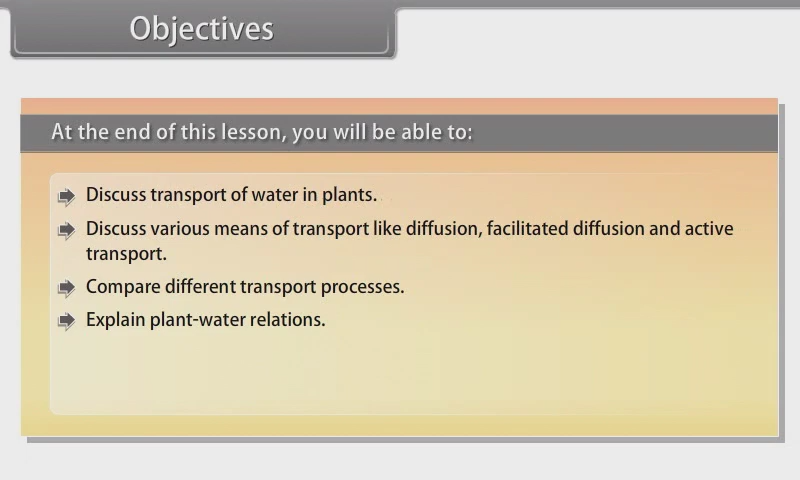 Objectives
At the end of this lesson, you will be able to:
Discuss transport of water in plants.
Discuss various means of transport like diffusion, facilitated diffusion and active
transport.
Compare different transport processes.
Explain plant-water relations.